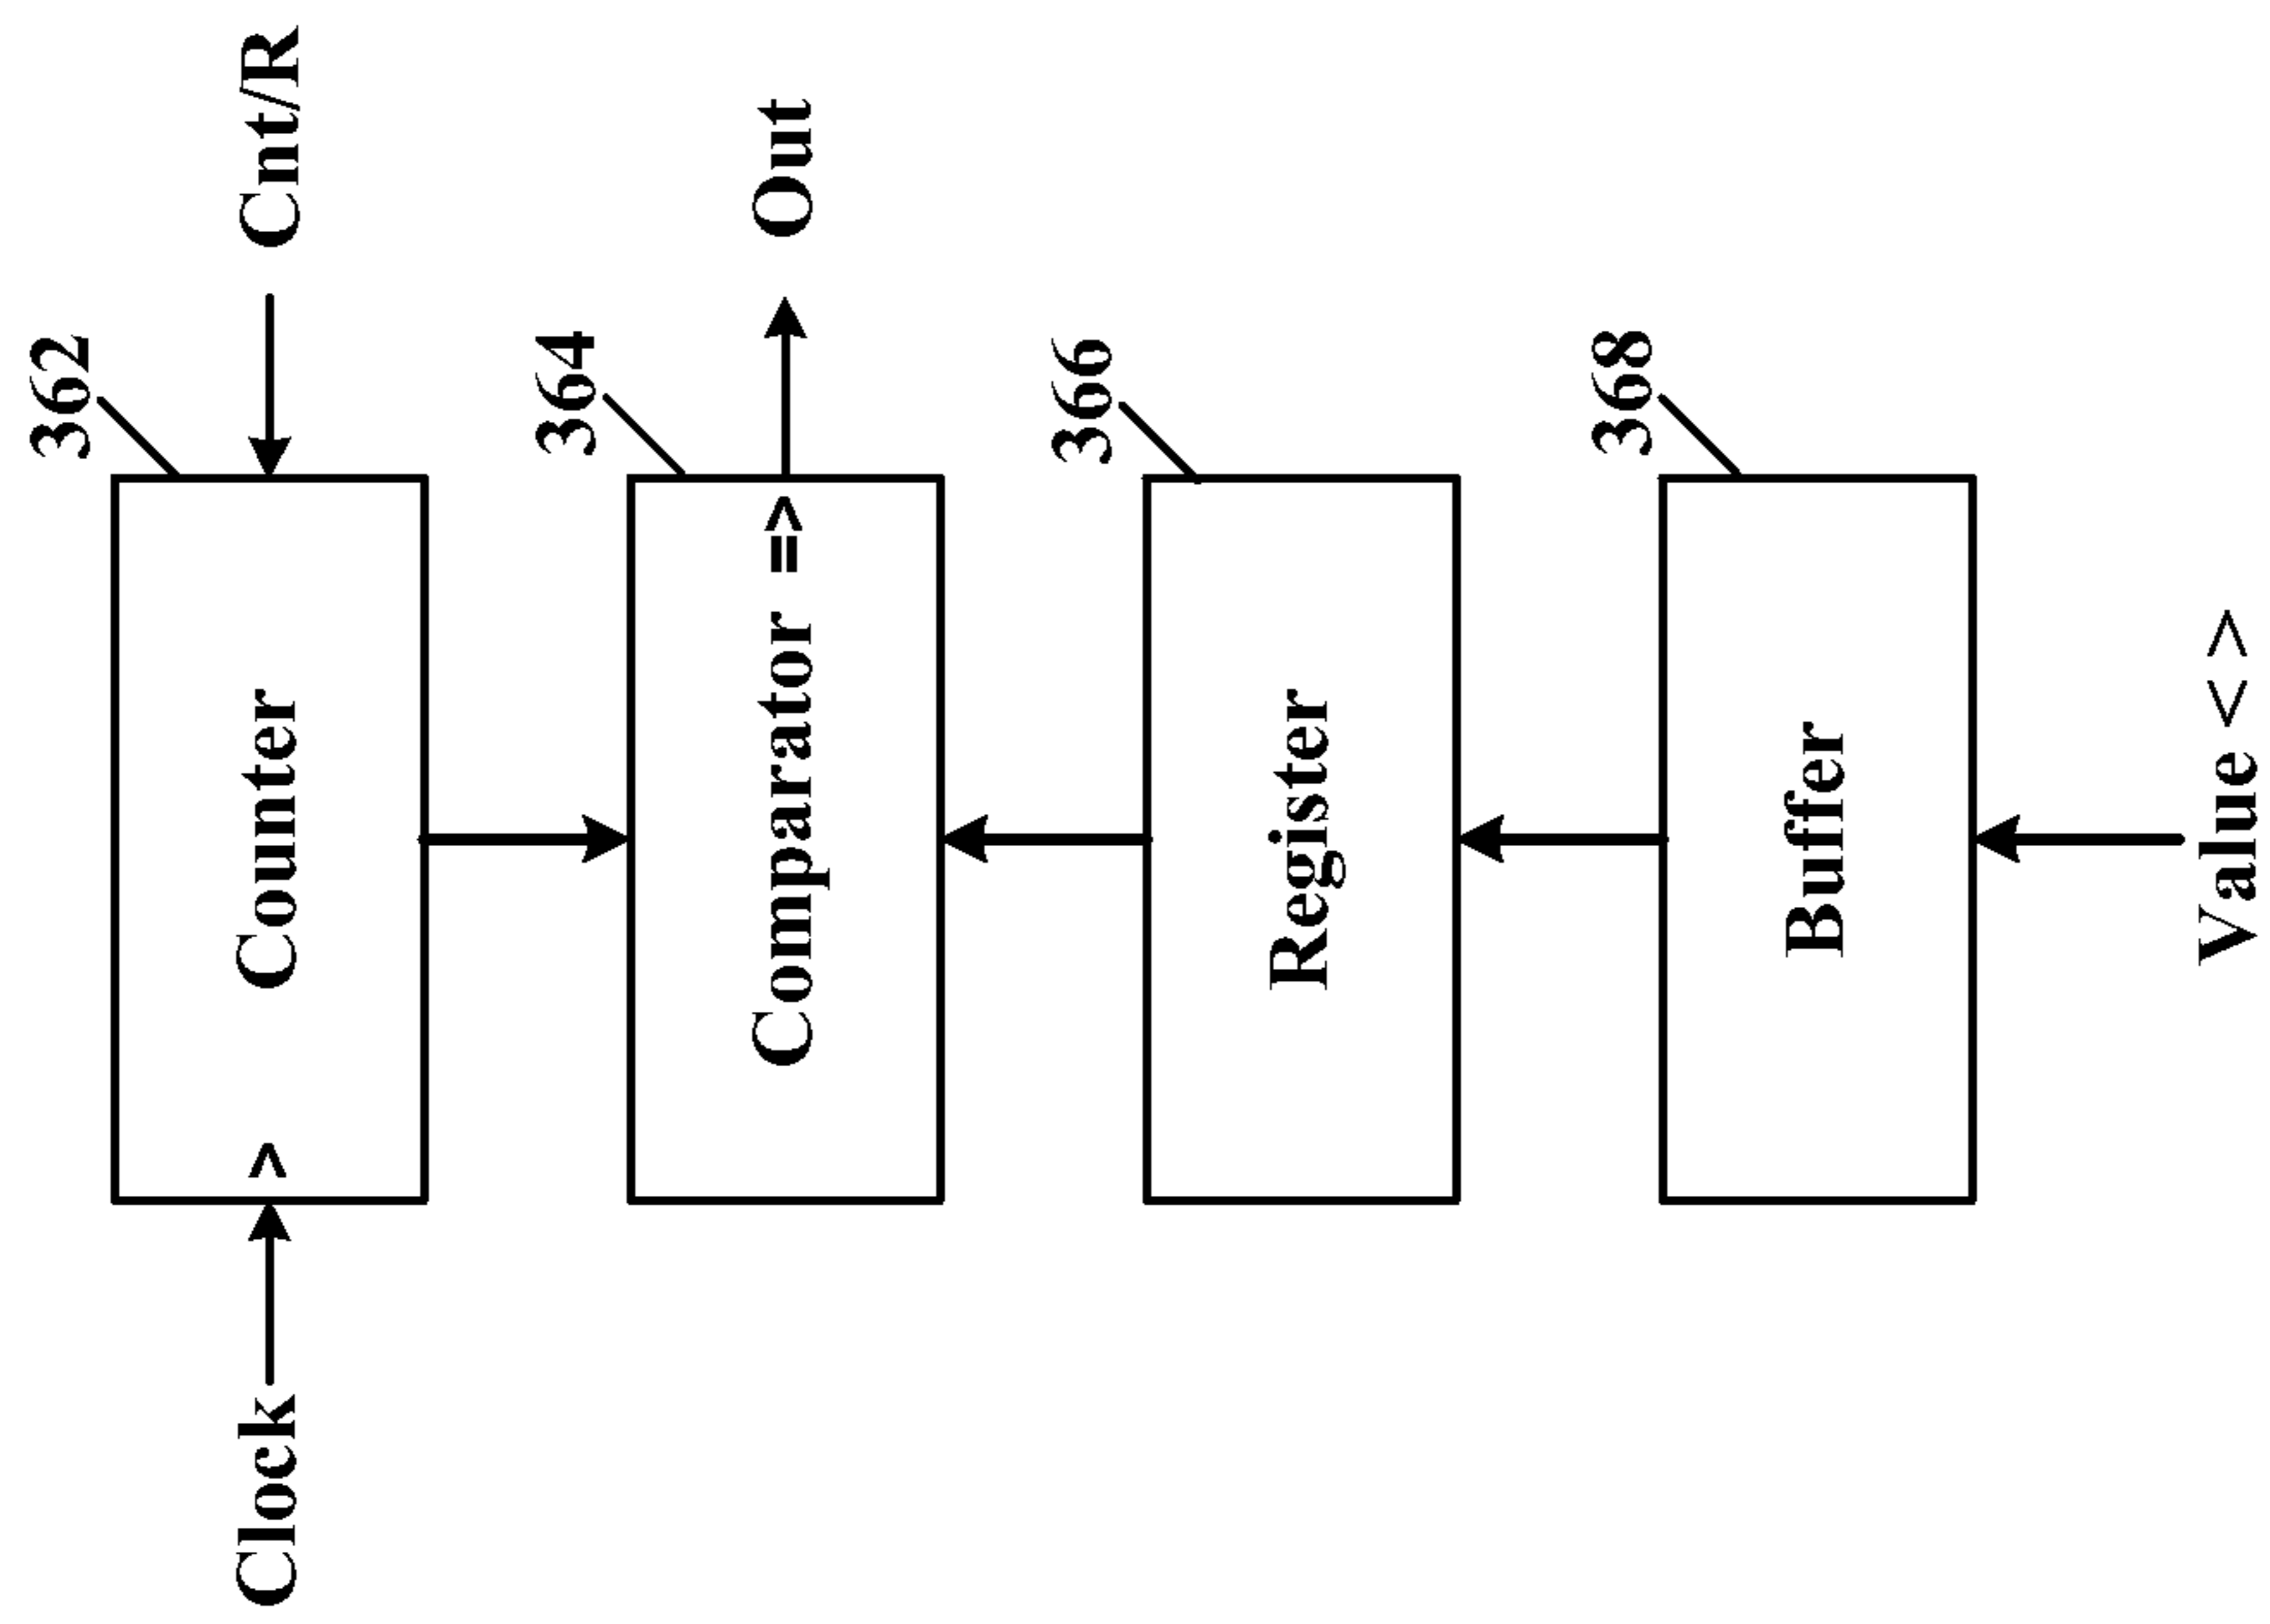 362
Clock
> Counter
Cnt/R
364
Comparator =>
Out
366
Register
368
Buffer
Value < >